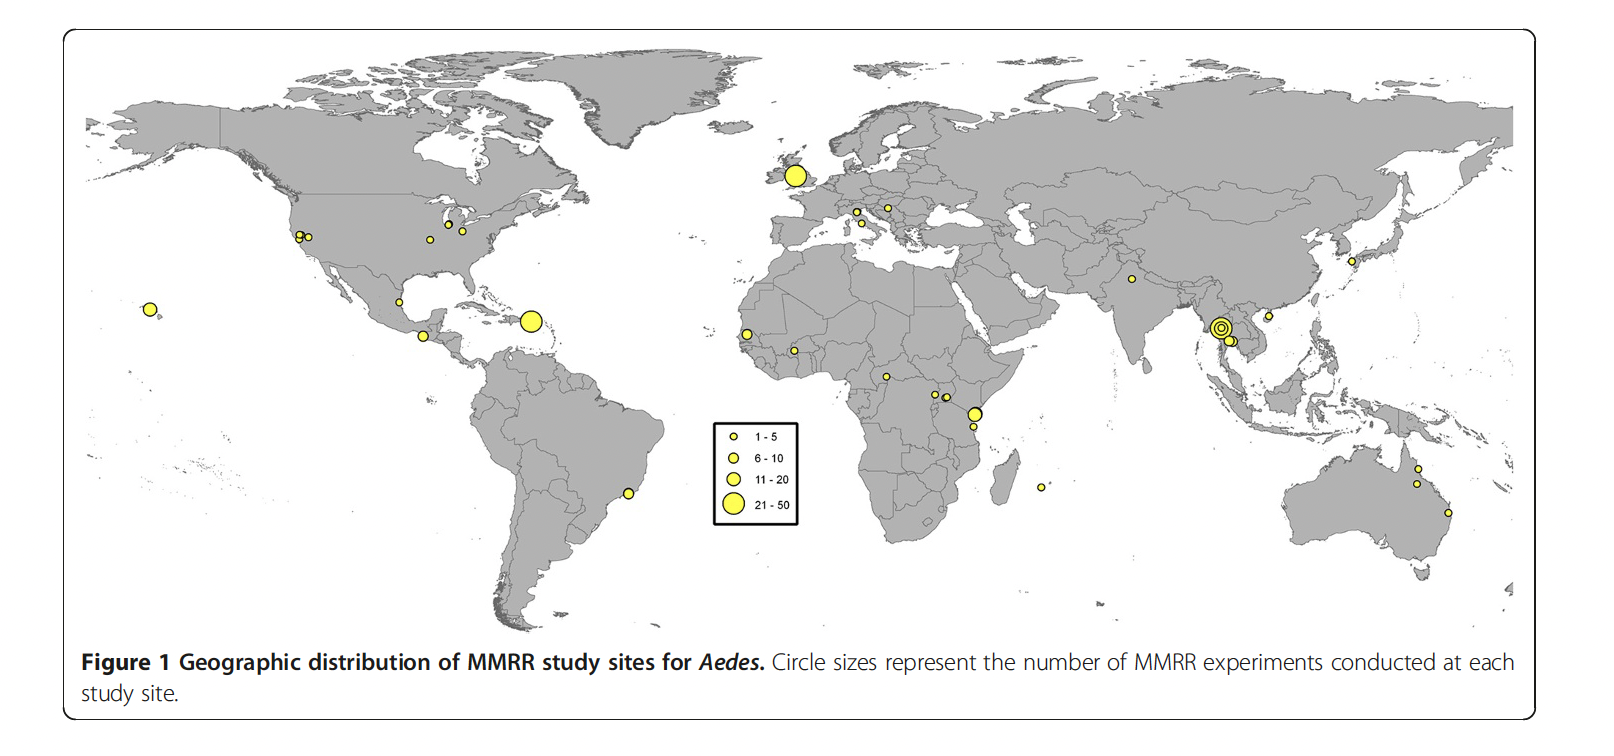 1 - 5
6 - 10
11 - 20
21 - 50
Figure 1 Geographic distribution of MMRR study sites for Aedes. Circle sizes represent the number of MMRR experiments conducted at each
study site.